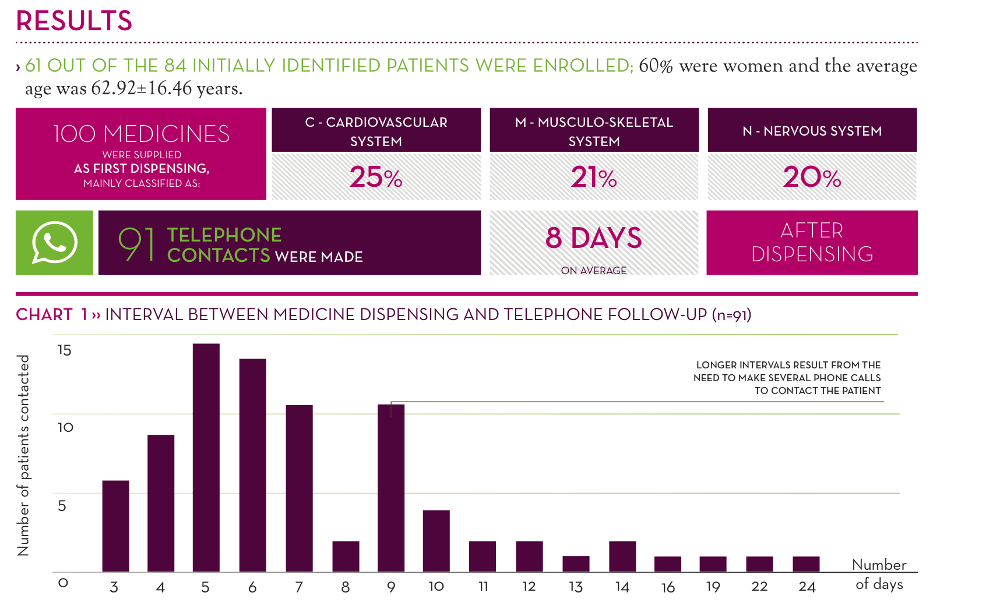 RESULTS
› 61 OUT OF THE 84 INITIALLY IDENTIFIED PATIENTS WERE ENROLLED; 60% were women and the average
age was 62.92±16.46 years.
100 MEDICINES
WERE SUPPLIED
AS FIRST DISPENSING,
MAINLY CLASSIFIED AS:
C - CARDIOVASCULAR
SYSTEM
25%
M - MUSCULO-SKELETAL
SYSTEM
21%
N - NERVOUS SYSTEM
20%
91 TELEPHONE
CONTACTS WERE MADE
8 DAYS
ON AVERAGE
AFTER
DISPENSING
CHART 1 ›› INTERVAL BETWEEN MEDICINE DISPENSING AND TELEPHONE FOLLOW-UP (n=91)
Number of patients contacted
15
10
5
0
LONGER INTERVALS RESULT FROM THE
NEED TO MAKE SEVERAL PHONE CALLS
TO CONTACT THE PATIENT
3 4 5 6 7 8 9 10 11 12 13 14 16 19 22 24
Number
of days